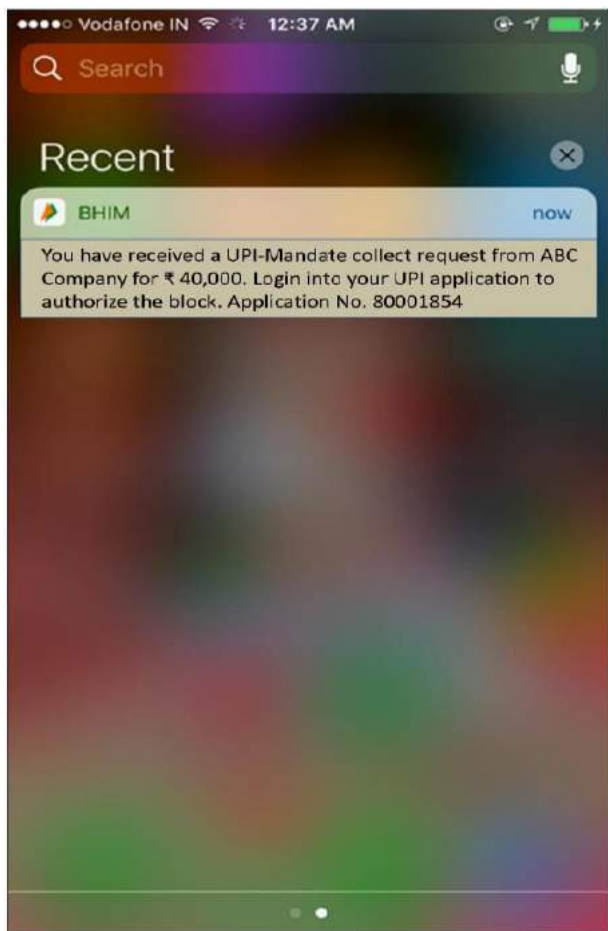 Vodafone IN 12:37 AM
Search
Recent
BHIM now
You have received a UPI-Mandate collect request from ABC
Company for ₹ 40,000. Login into your UPI application to
authorize the block. Application No. 80001854